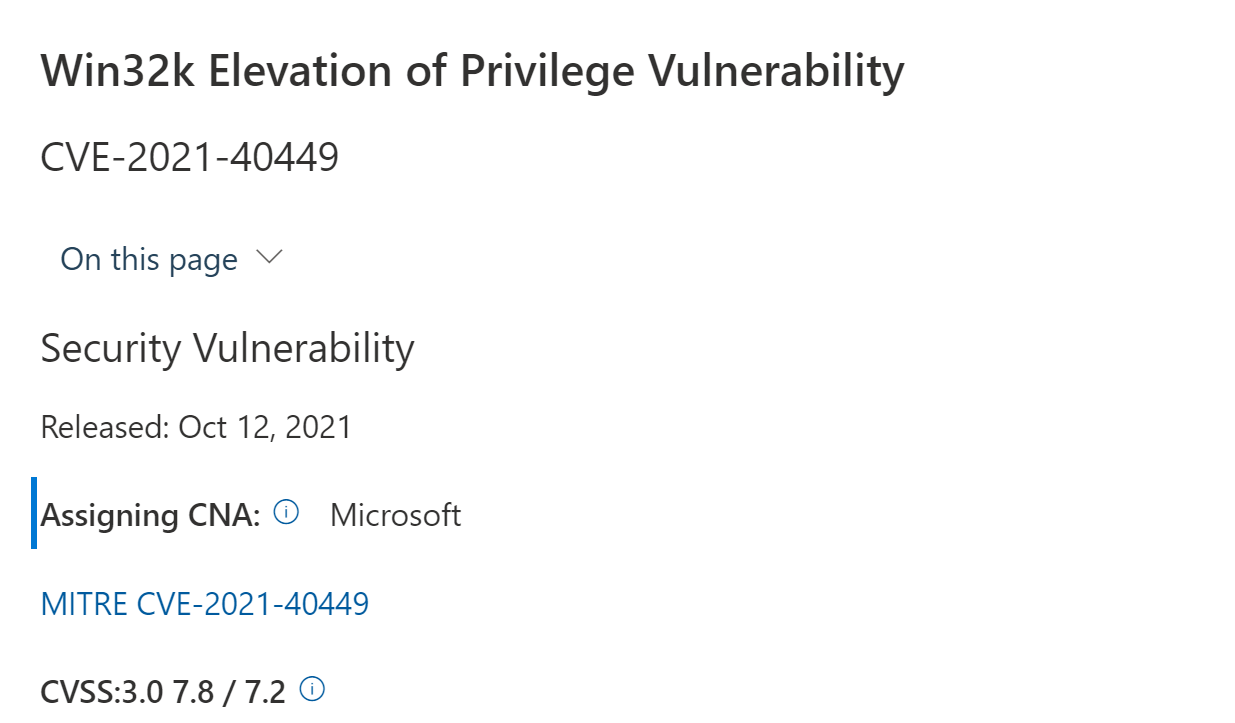 Win32k Elevation of Privilege Vulnerability
CVE-2021-40449
On this page
Security Vulnerability
Released: Oct 12, 2021
Assigning CNA: Microsoft
MITRE CVE-2021-40449
CVSS:3.0 7.8 / 7.2